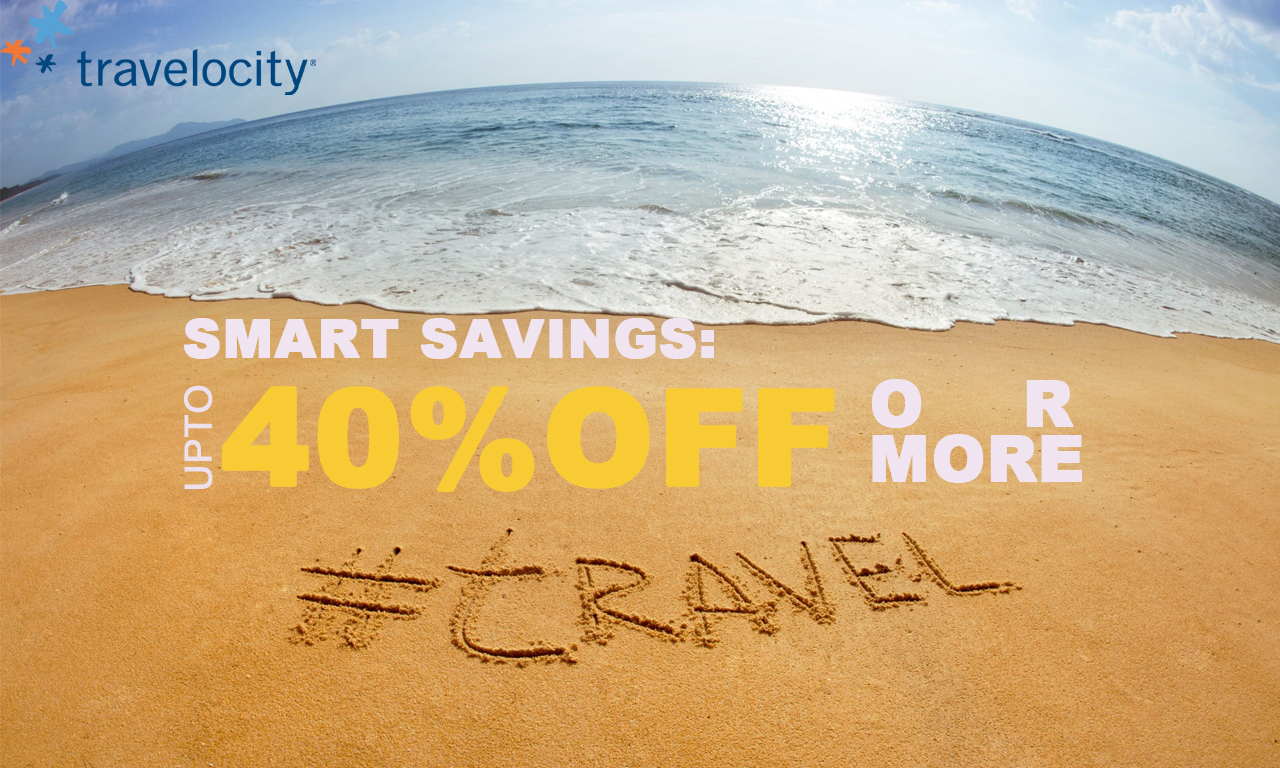 travelocity®
SMART SAVINGS:
UPTO 40%OFF O R
MORE
#tRAVEL